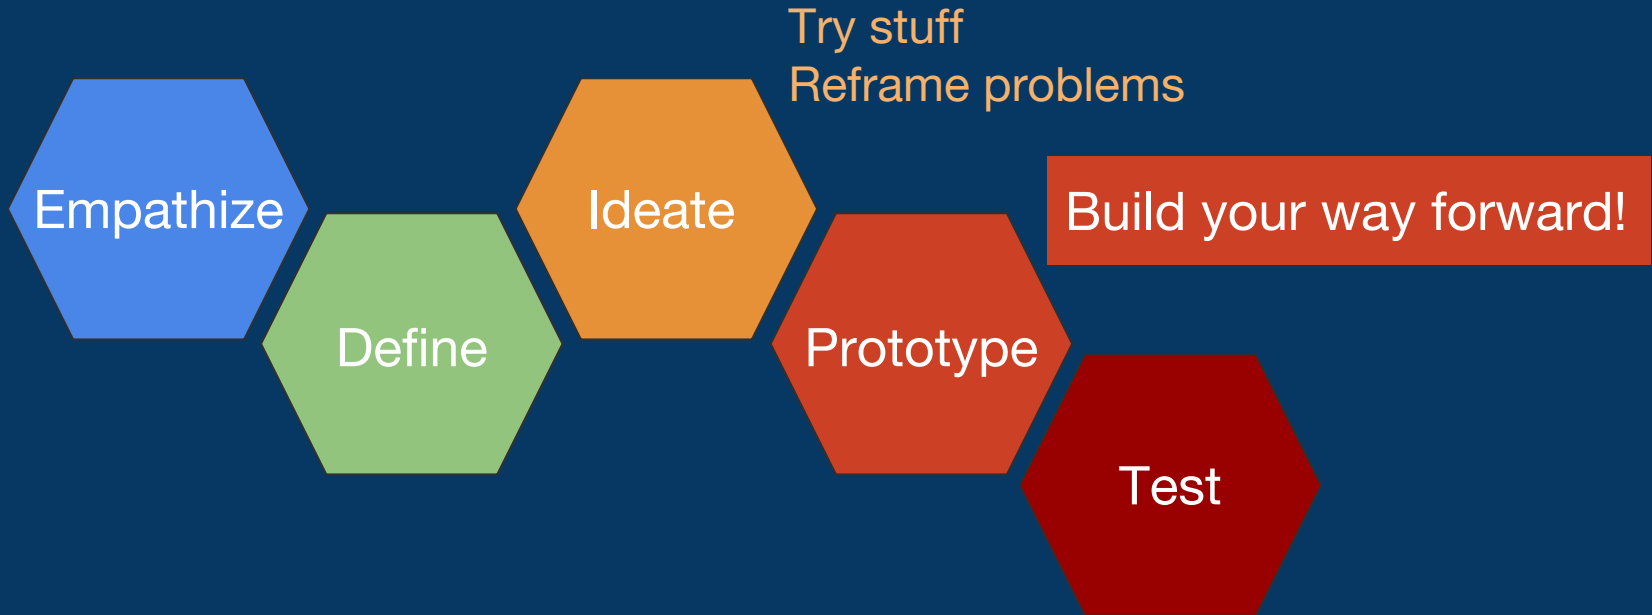 Try stuff
Reframe problems
Empathize
Ideate
Build your way forward!
Define
Prototype
Test